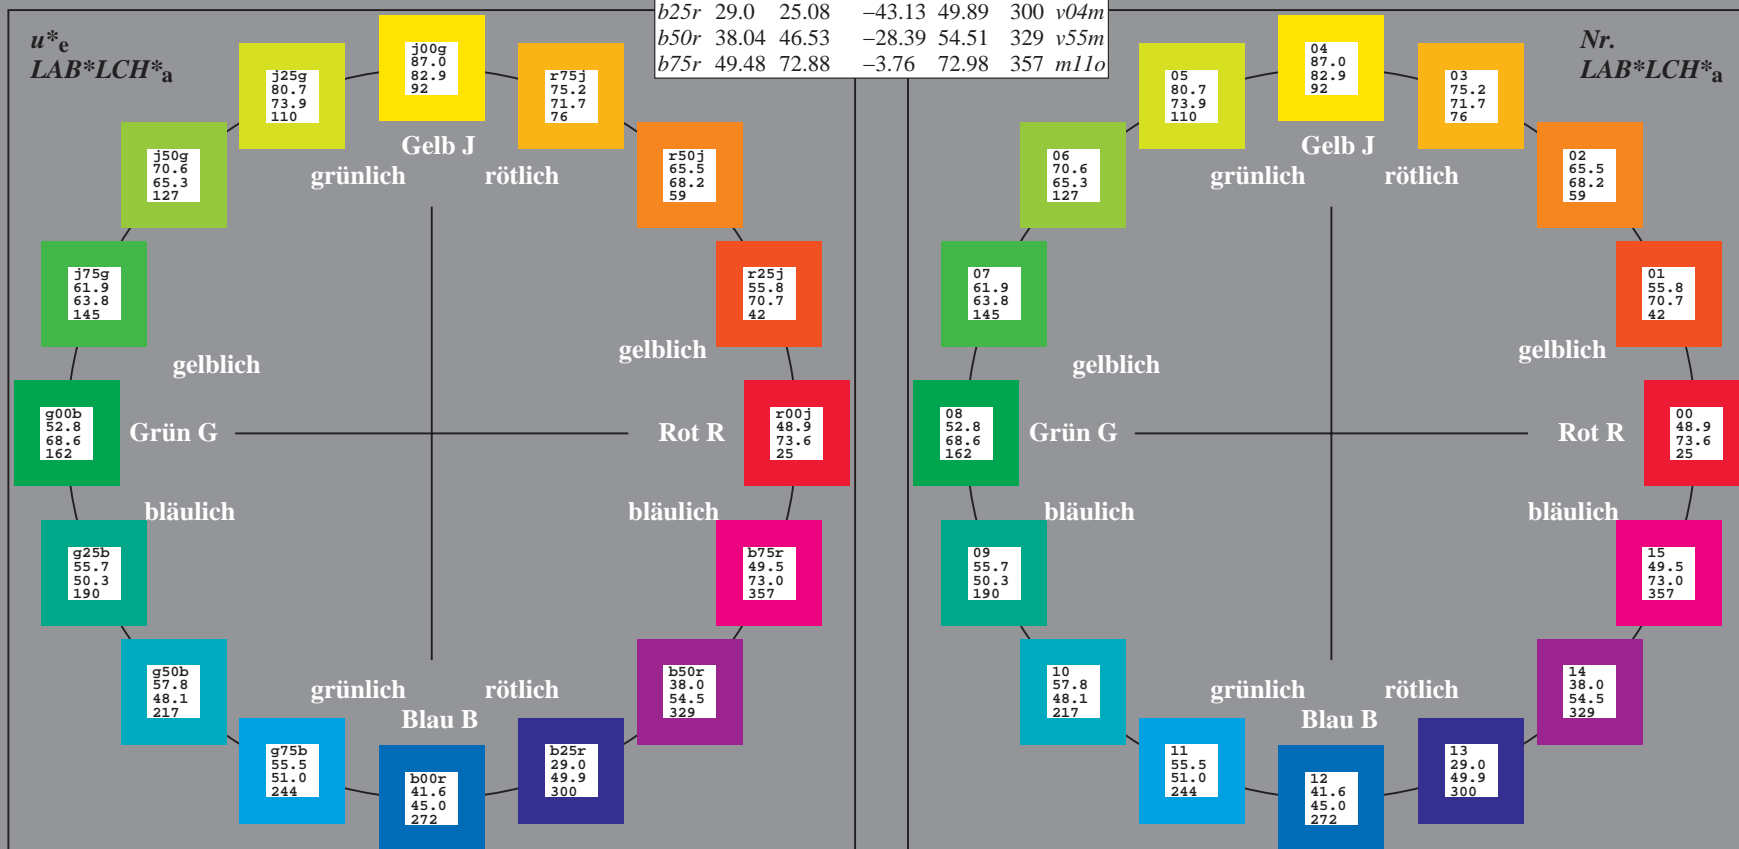 b25r 29.0 25.08 −43.13 49.89 300 v04m
b50r 38.04 46.53 −28.39 54.51 329 v55m
b75r 49.48 72.88 −3.76 72.98 357 m11o
u*e
LAB*LCH*a
j00g
87.0
82.9
92
j25g
80.7
73.9
110
r75j
75.2
71.7
76
j50g
70.6
65.3
127
r50j
65.5
68.2
59
Gelb J
grünlich rötlich
j75g
61.9
63.8
145
r25j
55.8
70.7
42
gelblich
gelblich
g00b
52.8
68.6
162
Grün G
Rot R
r00j
48.9
73.6
25
bläulich
bläulich
g25b
55.7
50.3
190
b75r
49.5
73.0
357
g50b
57.8
48.1
217
b50r
38.0
54.5
329
grünlich rötlich
Blau B
g75b
55.5
51.0
244
b00r
41.6
45.0
272
b25r
29.0
49.9
300
Nr.
LAB*LCH*a
04
87.0
82.9
92
05
80.7
73.9
110
03
75.2
71.7
76
06
70.6
65.3
127
02
65.5
68.2
59
Gelb J
grünlich rötlich
07
61.9
63.8
145
01
55.8
70.7
42
gelblich
gelblich
08
52.8
68.6
162
Grün G
Rot R
00
48.9
73.6
25
bläulich
bläulich
09
55.7
50.3
190
15
49.5
73.0
357
10
57.8
48.1
217
14
38.0
54.5
329
grünlich rötlich
Blau B
11
55.5
51.0
244
12
41.6
45.0
272
13
29.0
49.9
300